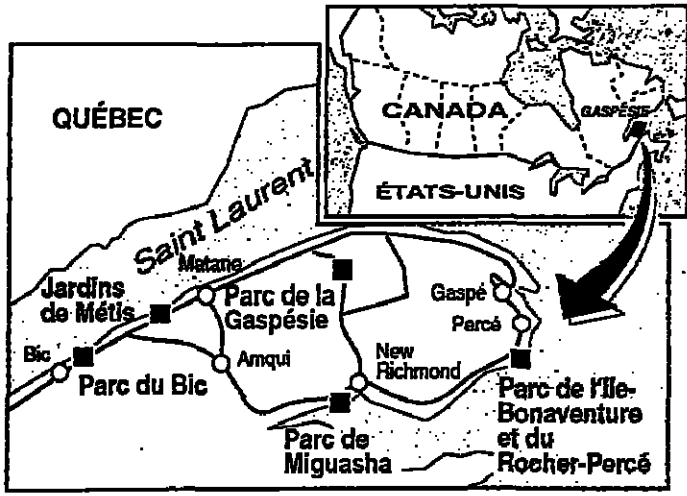 CANADA
GASPÉSIE
ÉTATS-UNIS
QUÉBEC
Saint Laurent
Matane
Jardins
de Métis
Parc de la
Gaspésie
Gaspé
Percé
Bic
Parc du Bic
Amqui
New
Richmond
Parc de
Miguasha
Parc de l'Ile-
Bonaventure
et du
Rocher-Percé